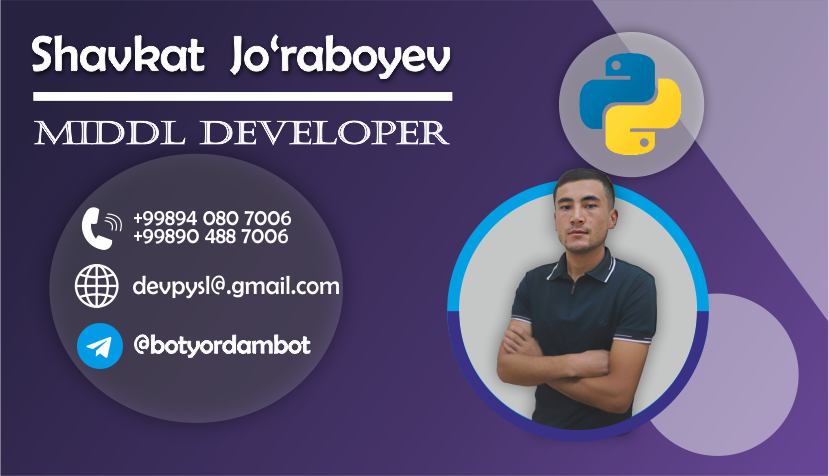 Shavkat Jo‘raboyev
MIDDL DEVELOPER
+99894 080 7006
+99890 488 7006
devpysl@.gmail.com
@botyordambot